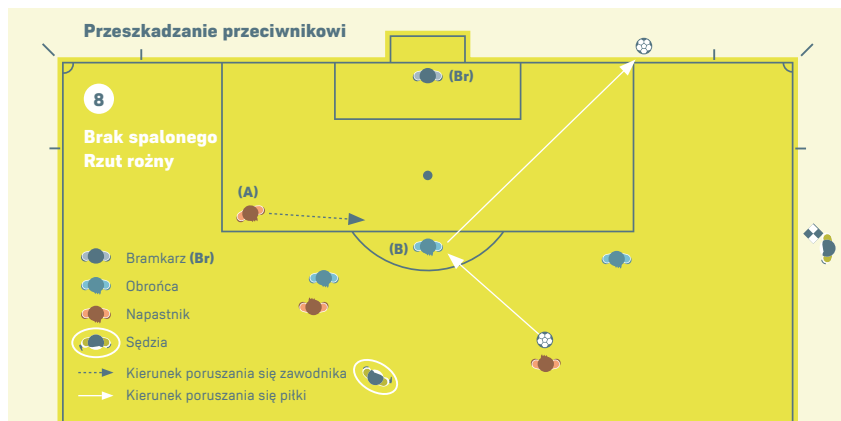 Przeszkadzanie przeciwnikowi
(Br)
8
Brak spalonego
Rzut rożny
(A)
(B)
Bramkarz (Br)
Obrońca
Napastnik
Sędzia
Kierunek poruszania się zawodnika
Kierunek poruszania się piłki